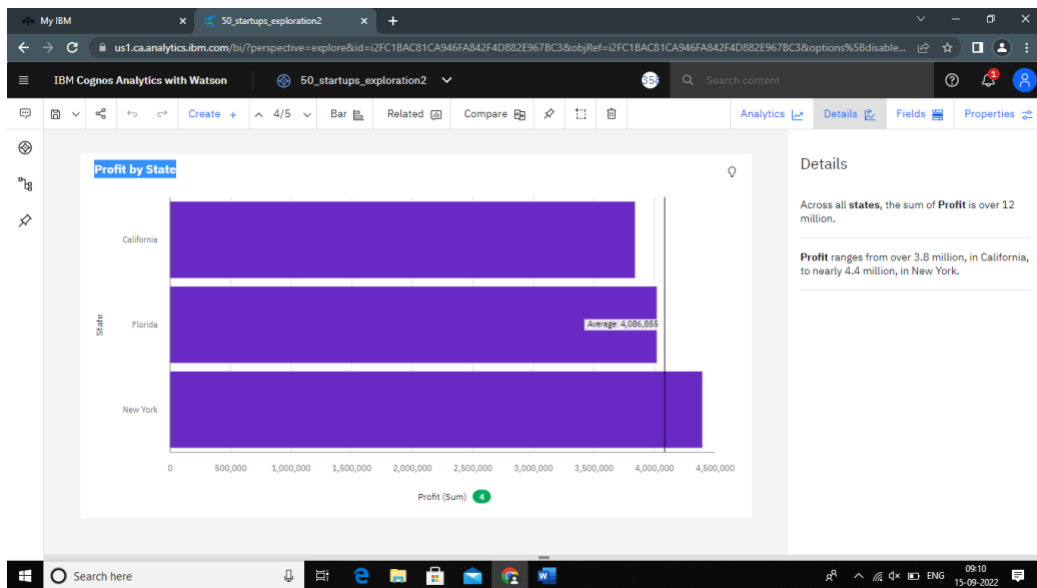 My IBM
50_startups_exploration2
us1.ca.analytics.ibm.com/bi/?perspective=explore&id=i2FC1BAC81CA946FA842F4D882E967BC3&objRef=i2FC1BAC81CA946FA842F4D882E967BC3&options%5Bdisable...
IBM Cognos Analytics with Watson
50_startups_exploration2
Search content
1
Create +
4/5
Bar
Related
Compare
Analytics
Details
Fields
Properties
Profit by State
California
Florida
New York
State
Average: 4,086,855
0 500,000 1,000,000 1,500,000 2,000,000 2,500,000 3,000,000 3,500,000 4,000,000 4,500,000
Profit (Sum) 4
Details
Across all states, the sum of Profit is over 12
million.
Profit ranges from over 3.8 million, in California,
to nearly 4.4 million, in New York.
Search here
ENG
09:10
15-09-2022